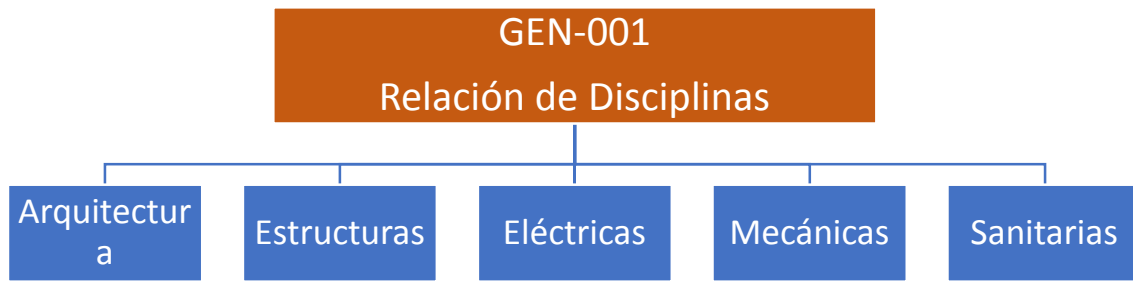 GEN-001
Relación de Disciplinas
Arquitectur
a
Estructuras
Eléctricas
Mecánicas
Sanitarias